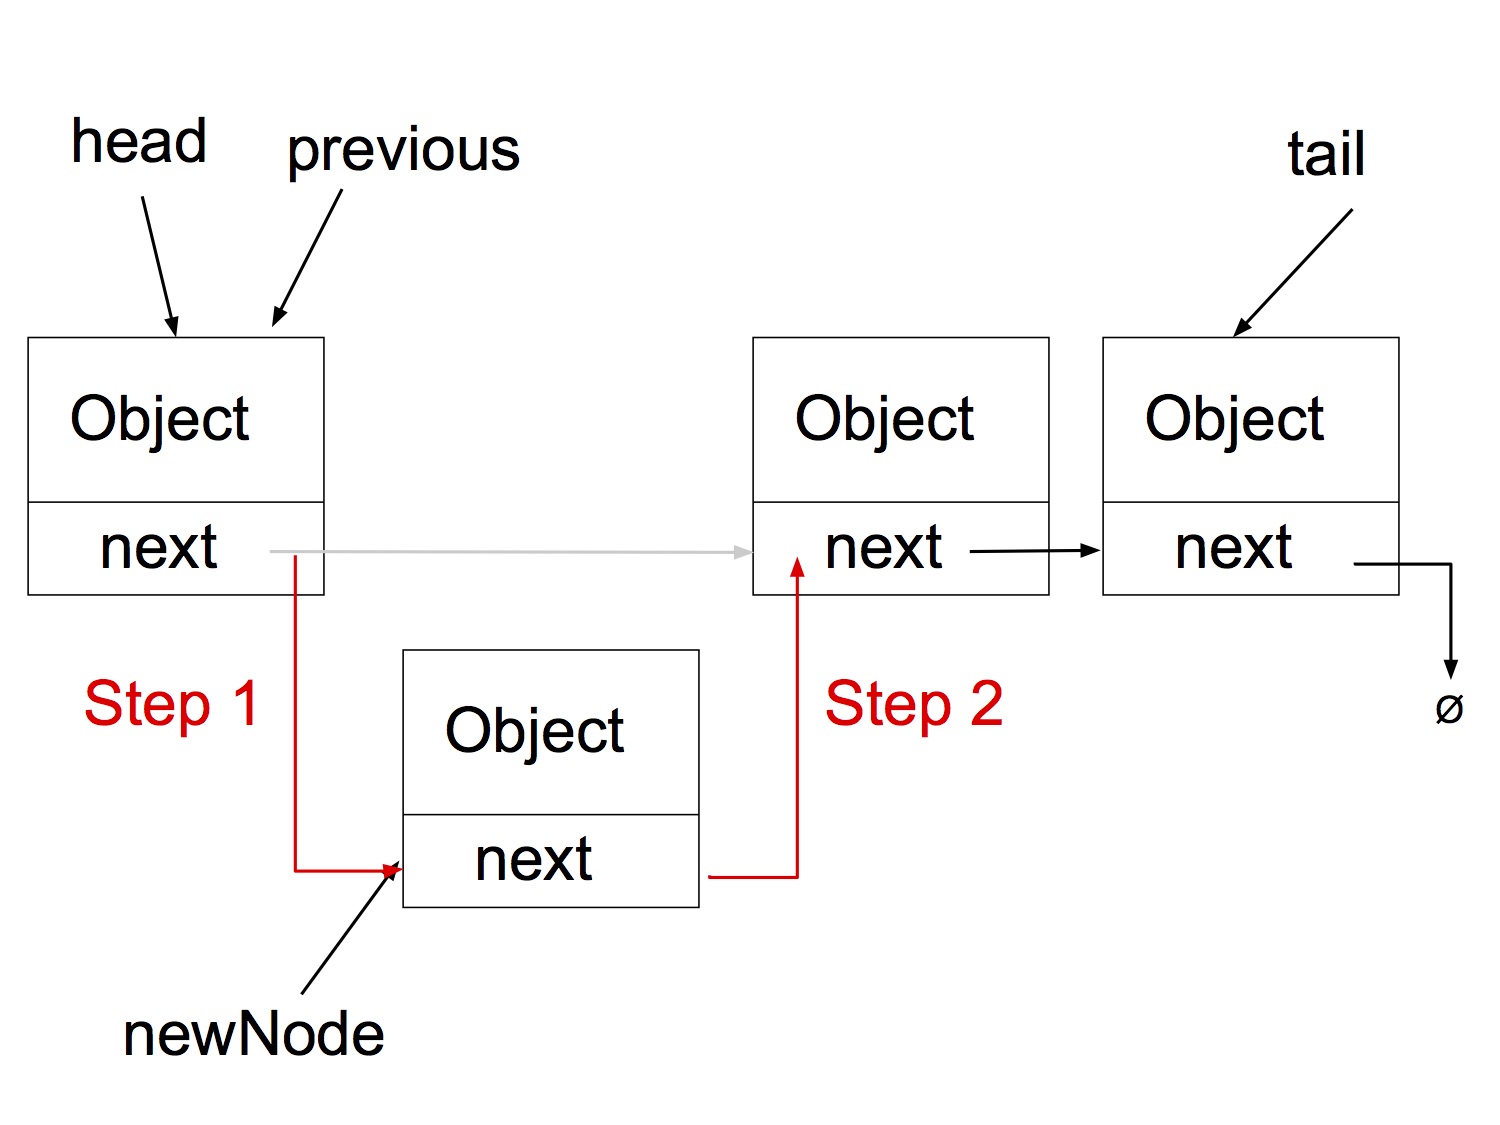 head
previous
tail
Object
Object
Object
next
next
next
Step 1
Step 2
ø
Object
next
newNode